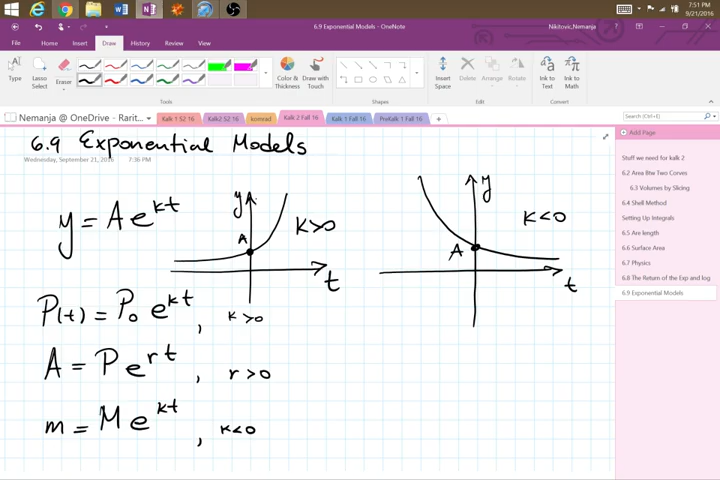 7:51 PM
9/21/2016
6.9 Exponential Models - OneNote
Nikitovic,Nemanja
File Home Insert Draw History Review View
Type
Lasso Select
Eraser
Color & Thickness
Draw with Touch
Insert Space
Delete
Arrange
Rotate
Ink to Text
Ink to Math
Tools
Shapes
Edit
Convert
Nemanja @ OneDrive - Rarit...
Kalk 1 S2 16
Kalk2 S2 16
komrad
Kalk 2 Fall 16
Kalk 1 Fall 16
PreKalk 1 Fall 16
+
Search (Ctrl+E)
Add Page
Stuff we need for kalk 2
6.2 Area Btw Two Curves
6.3 Volumes by Slicing
6.4 Shell Method
Setting Up Integrals
6.5 Arc length
6.6 Surface Area
6.7 Physics
6.8 The Return of the Exp and log
6.9 Exponential Models
6.9 Exponential Models
Wednesday, September 21, 2016 7:36 PM
y = A e^{kt}
y
A
K>0
t
y
A
K<0
t
P(t) = P₀ e^{kt}, k>0
A = P e^{rt}, r>0
m = M e^{kt}, k<0